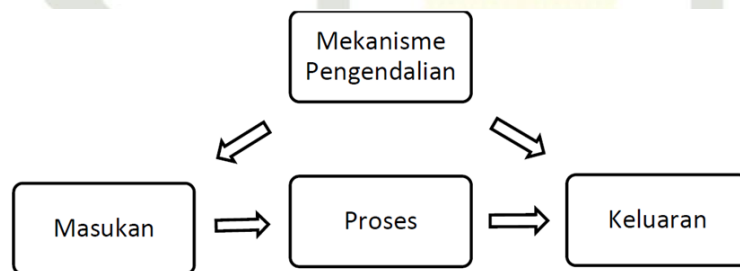 Mekanisme
Pengendalian
Masukan
Proses
Keluaran